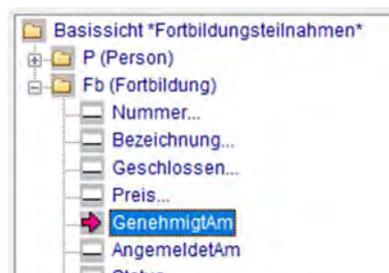 Basissicht *Fortbildungsteilnahmen*
P (Person)
Fb (Fortbildung)
Nummer...
Bezeichnung...
Geschlossen...
Preis...
GenehmigtAm
AngemeldetAm